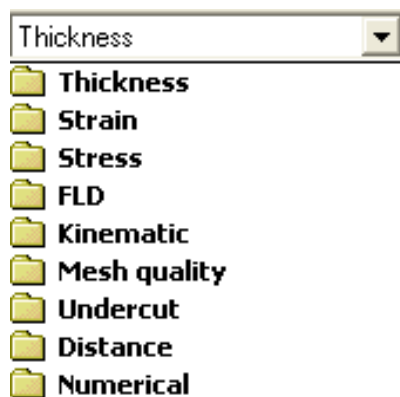 Thickness
Thickness
Strain
Stress
FLD
Kinematic
Mesh quality
Undercut
Distance
Numerical